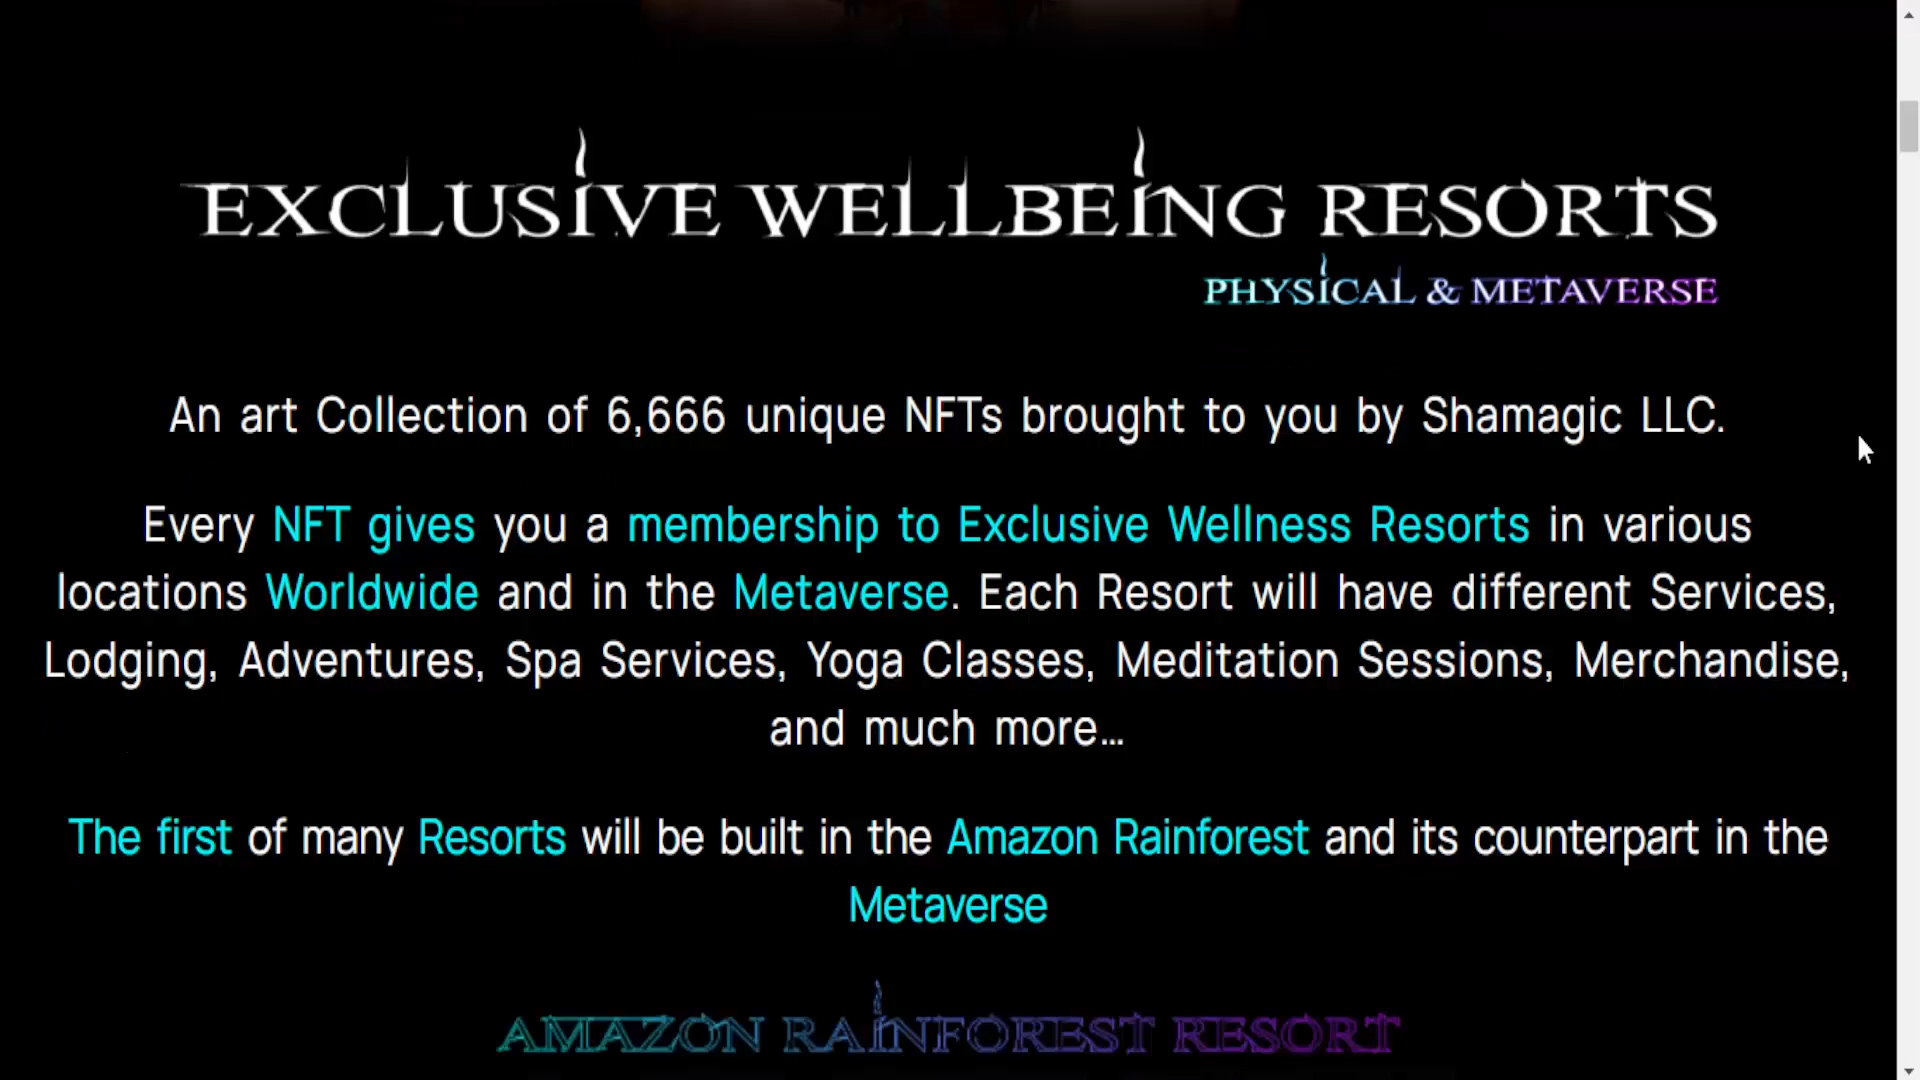 EXCLUSIVE WELLBEING RESORTS
PHYSICAL & METAVERSE
An art Collection of 6,666 unique NFTs brought to you by Shamagic LLC.
Every NFT gives you a membership to Exclusive Wellness Resorts in various
locations Worldwide and in the Metaverse. Each Resort will have different Services,
Lodging, Adventures, Spa Services, Yoga Classes, Meditation Sessions, Merchandise,
and much more...
The first of many Resorts will be built in the Amazon Rainforest and its counterpart in the
Metaverse
AMAZON RAINFOREST RESORT